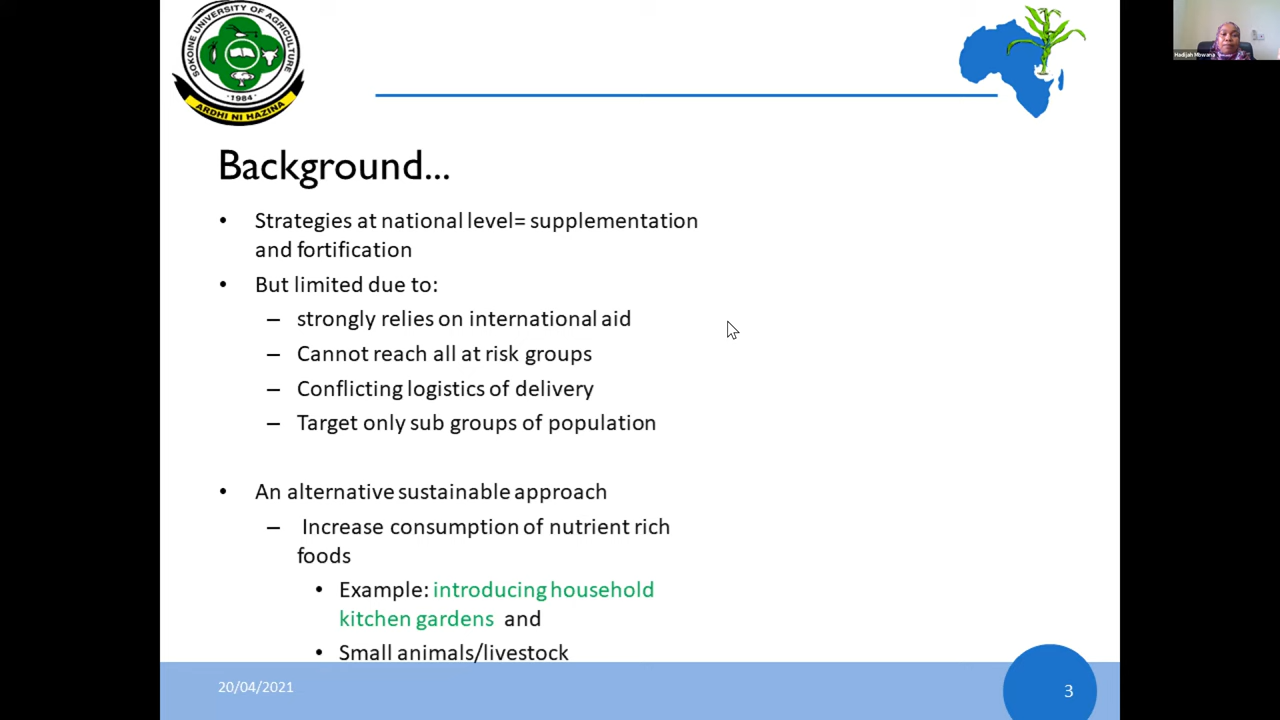 SOKOINE UNIVERSITY OF AGRICULTURE
1984
ARDHI NI HAZINA
Hadijah Mbwana
Background...
• Strategies at national level= supplementation
and fortification
• But limited due to:
– strongly relies on international aid
– Cannot reach all at risk groups
– Conflicting logistics of delivery
– Target only sub groups of population
• An alternative sustainable approach
– Increase consumption of nutrient rich
foods
• Example: introducing household
kitchen gardens and
• Small animals/livestock
20/04/2021
3